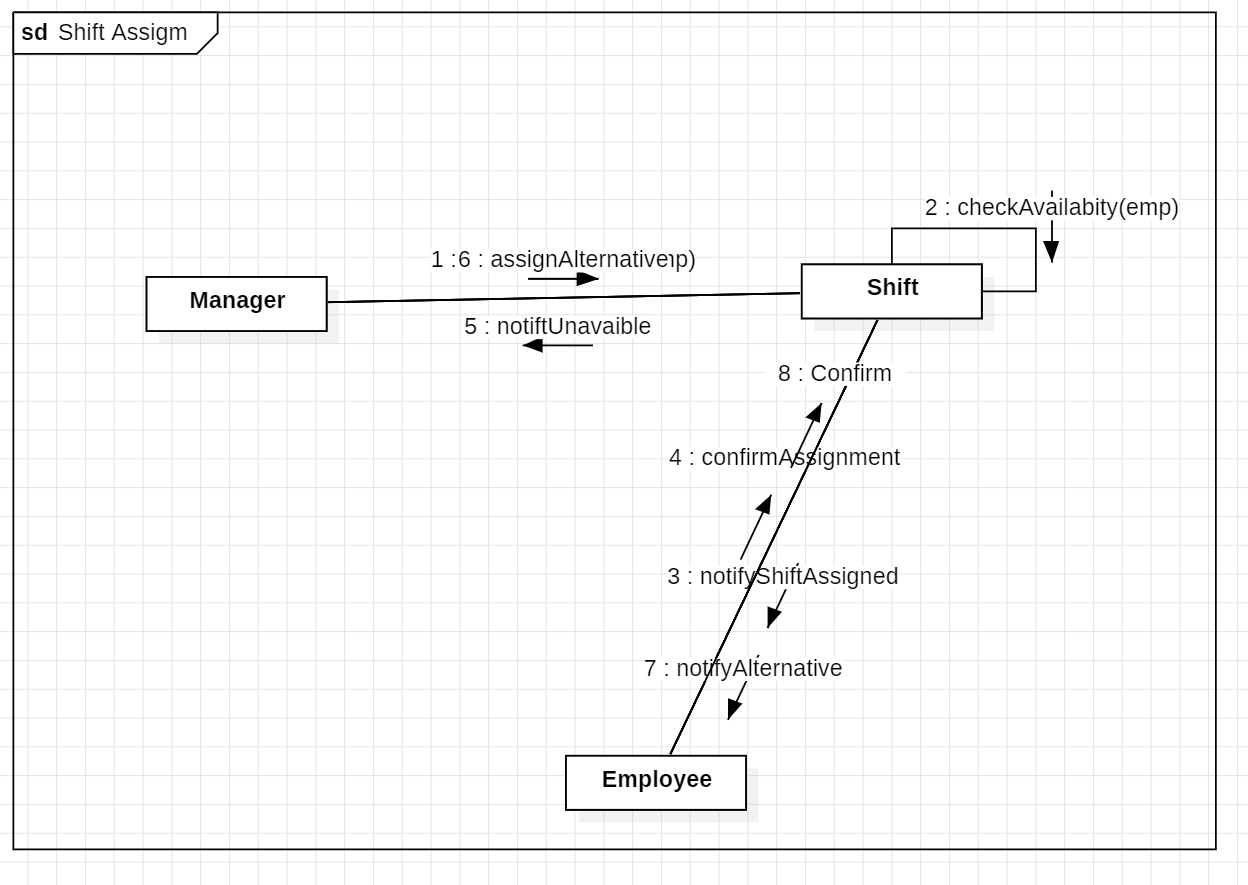 sd Shift Assigm
2 : checkAvailabity(emp)
1 :6 : assignAlternative p)
Manager
Shift
5 : notiftUnavaible
8 : Confirm
4 : confirmAssignment
3 : notifyShiftAssigned
7 : notifyAlternative
Employee